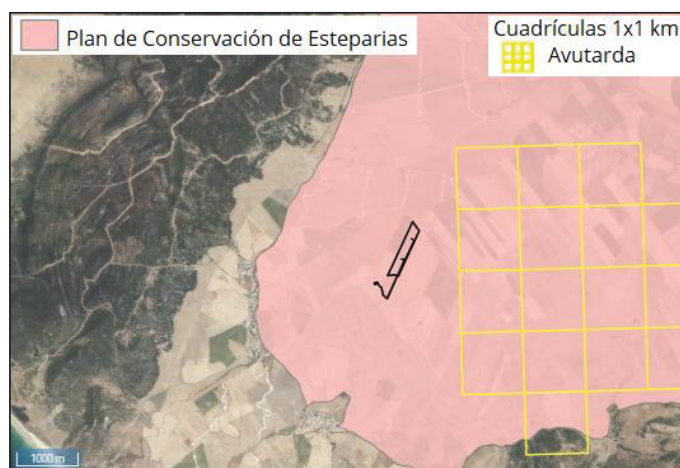 Plan de Conservación de Esteparias
Cuadrículas 1x1 km
Avutarda
1000 m